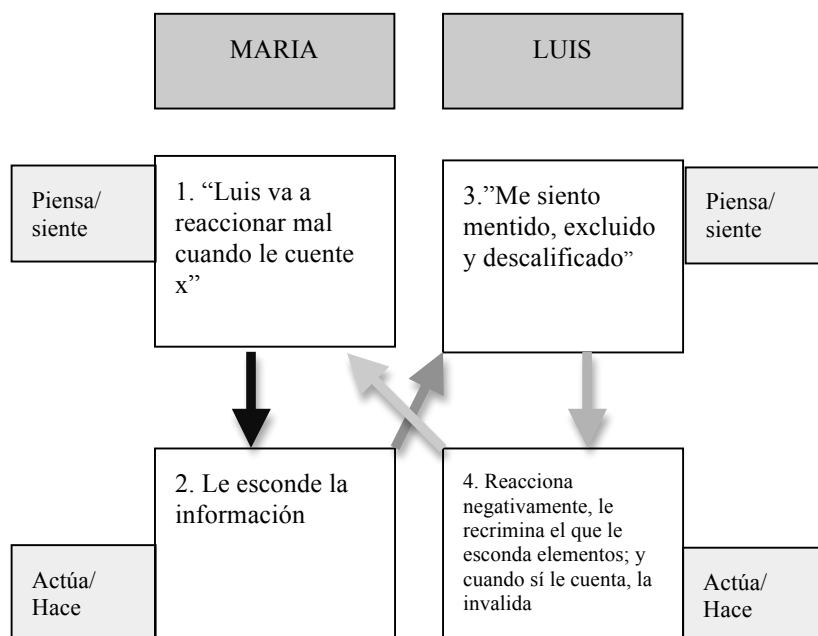 MARIA
LUIS
Piensa/
siente
1. “Luis va a
reaccionar mal
cuando le cuente
x”
3.”Me siento
mentido, excluido
y descalificado”
Piensa/
siente
Actúa/
Hace
2. Le esconde la
información
4. Reacciona
negativamente, le
recrimina el que le
esconda elementos; y
cuando sí le cuenta, la
invalida
Actúa/
Hace